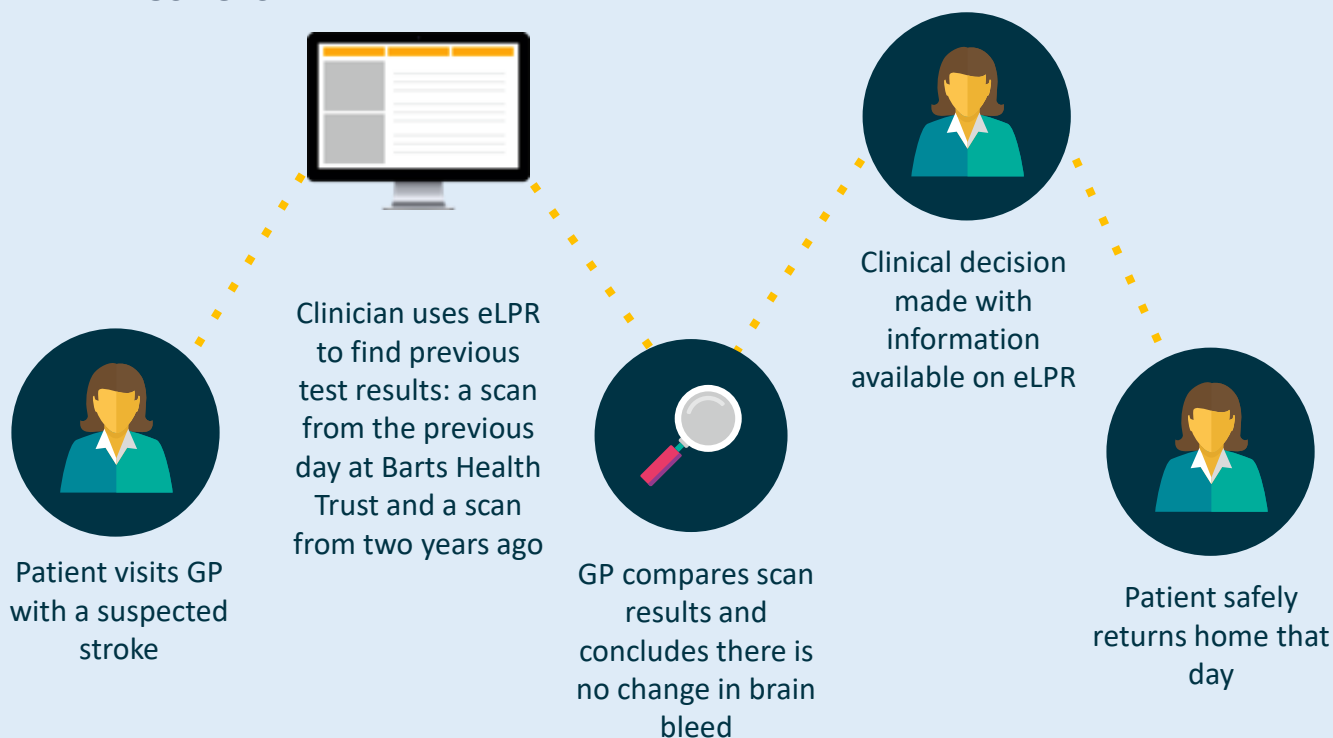 Patient visits GP
with a suspected
stroke
Clinician uses eLPR
to find previous
test results: a scan
from the previous
day at Barts Health
Trust and a scan
from two years ago
GP compares scan
results and
concludes there is
no change in brain
bleed
Clinical decision
made with
information
available on eLPR
Patient safely
returns home that
day